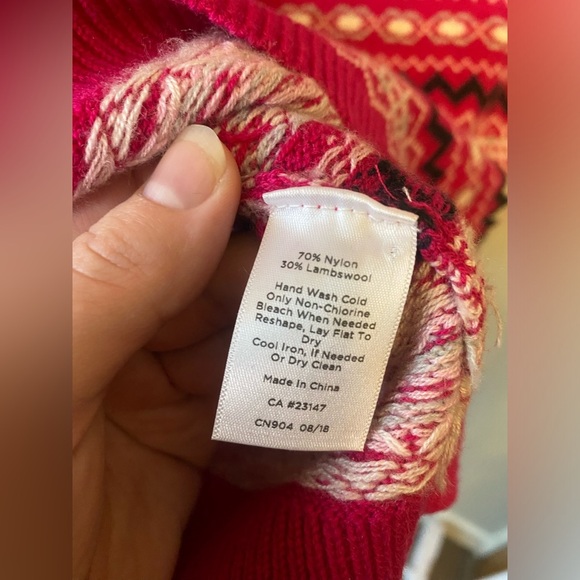 70% Nylon
30% Lambswool
Hand Wash Cold
Only Non-Chlorine
Bleach When Needed
Reshape, Lay Flat To
Dry
Cool Iron, If Needed
Or Dry Clean
Made In China
CA #23147
CN904 08/18